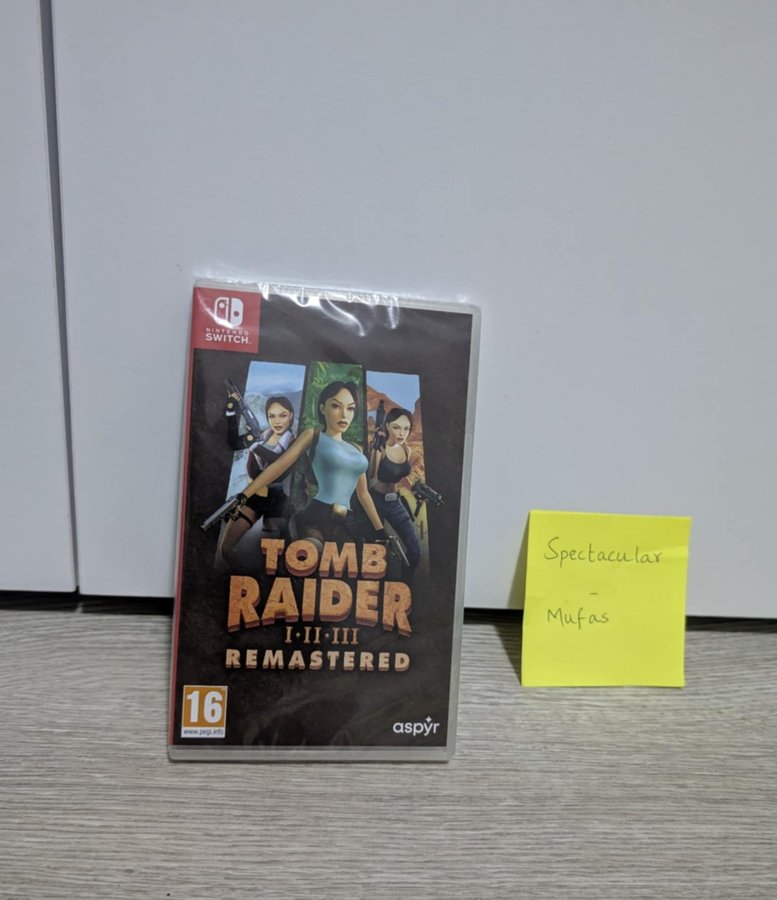 NINTENDO
SWITCH
TOMB
RAIDER
I·II·III
REMASTERED
16
www.pegi.info
aspyr
Spectacular
-
Mufas